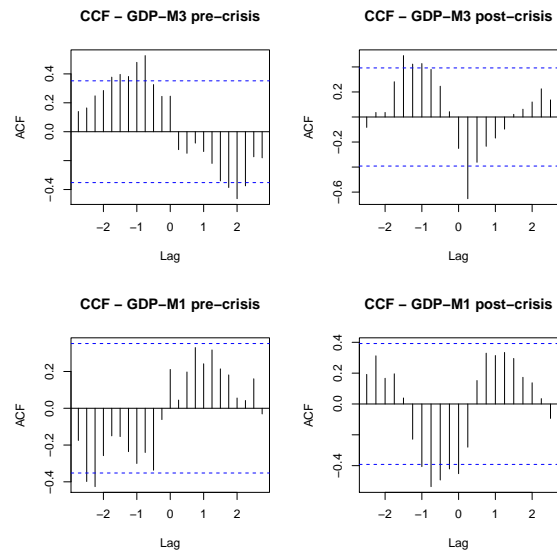 CCF − GDP−M3 pre−crisis
ACF
−0.4
0.0
0.4
−2
−1
0
1
2
Lag
CCF − GDP−M3 post−crisis
ACF
−0.6
−0.2
0.2
−2
−1
0
1
2
Lag
CCF − GDP−M1 pre−crisis
ACF
−0.4
−0.2
0.0
0.2
−2
−1
0
1
2
Lag
CCF − GDP−M1 post−crisis
ACF
−0.4
0.0
0.2
0.4
−2
−1
0
1
2
Lag